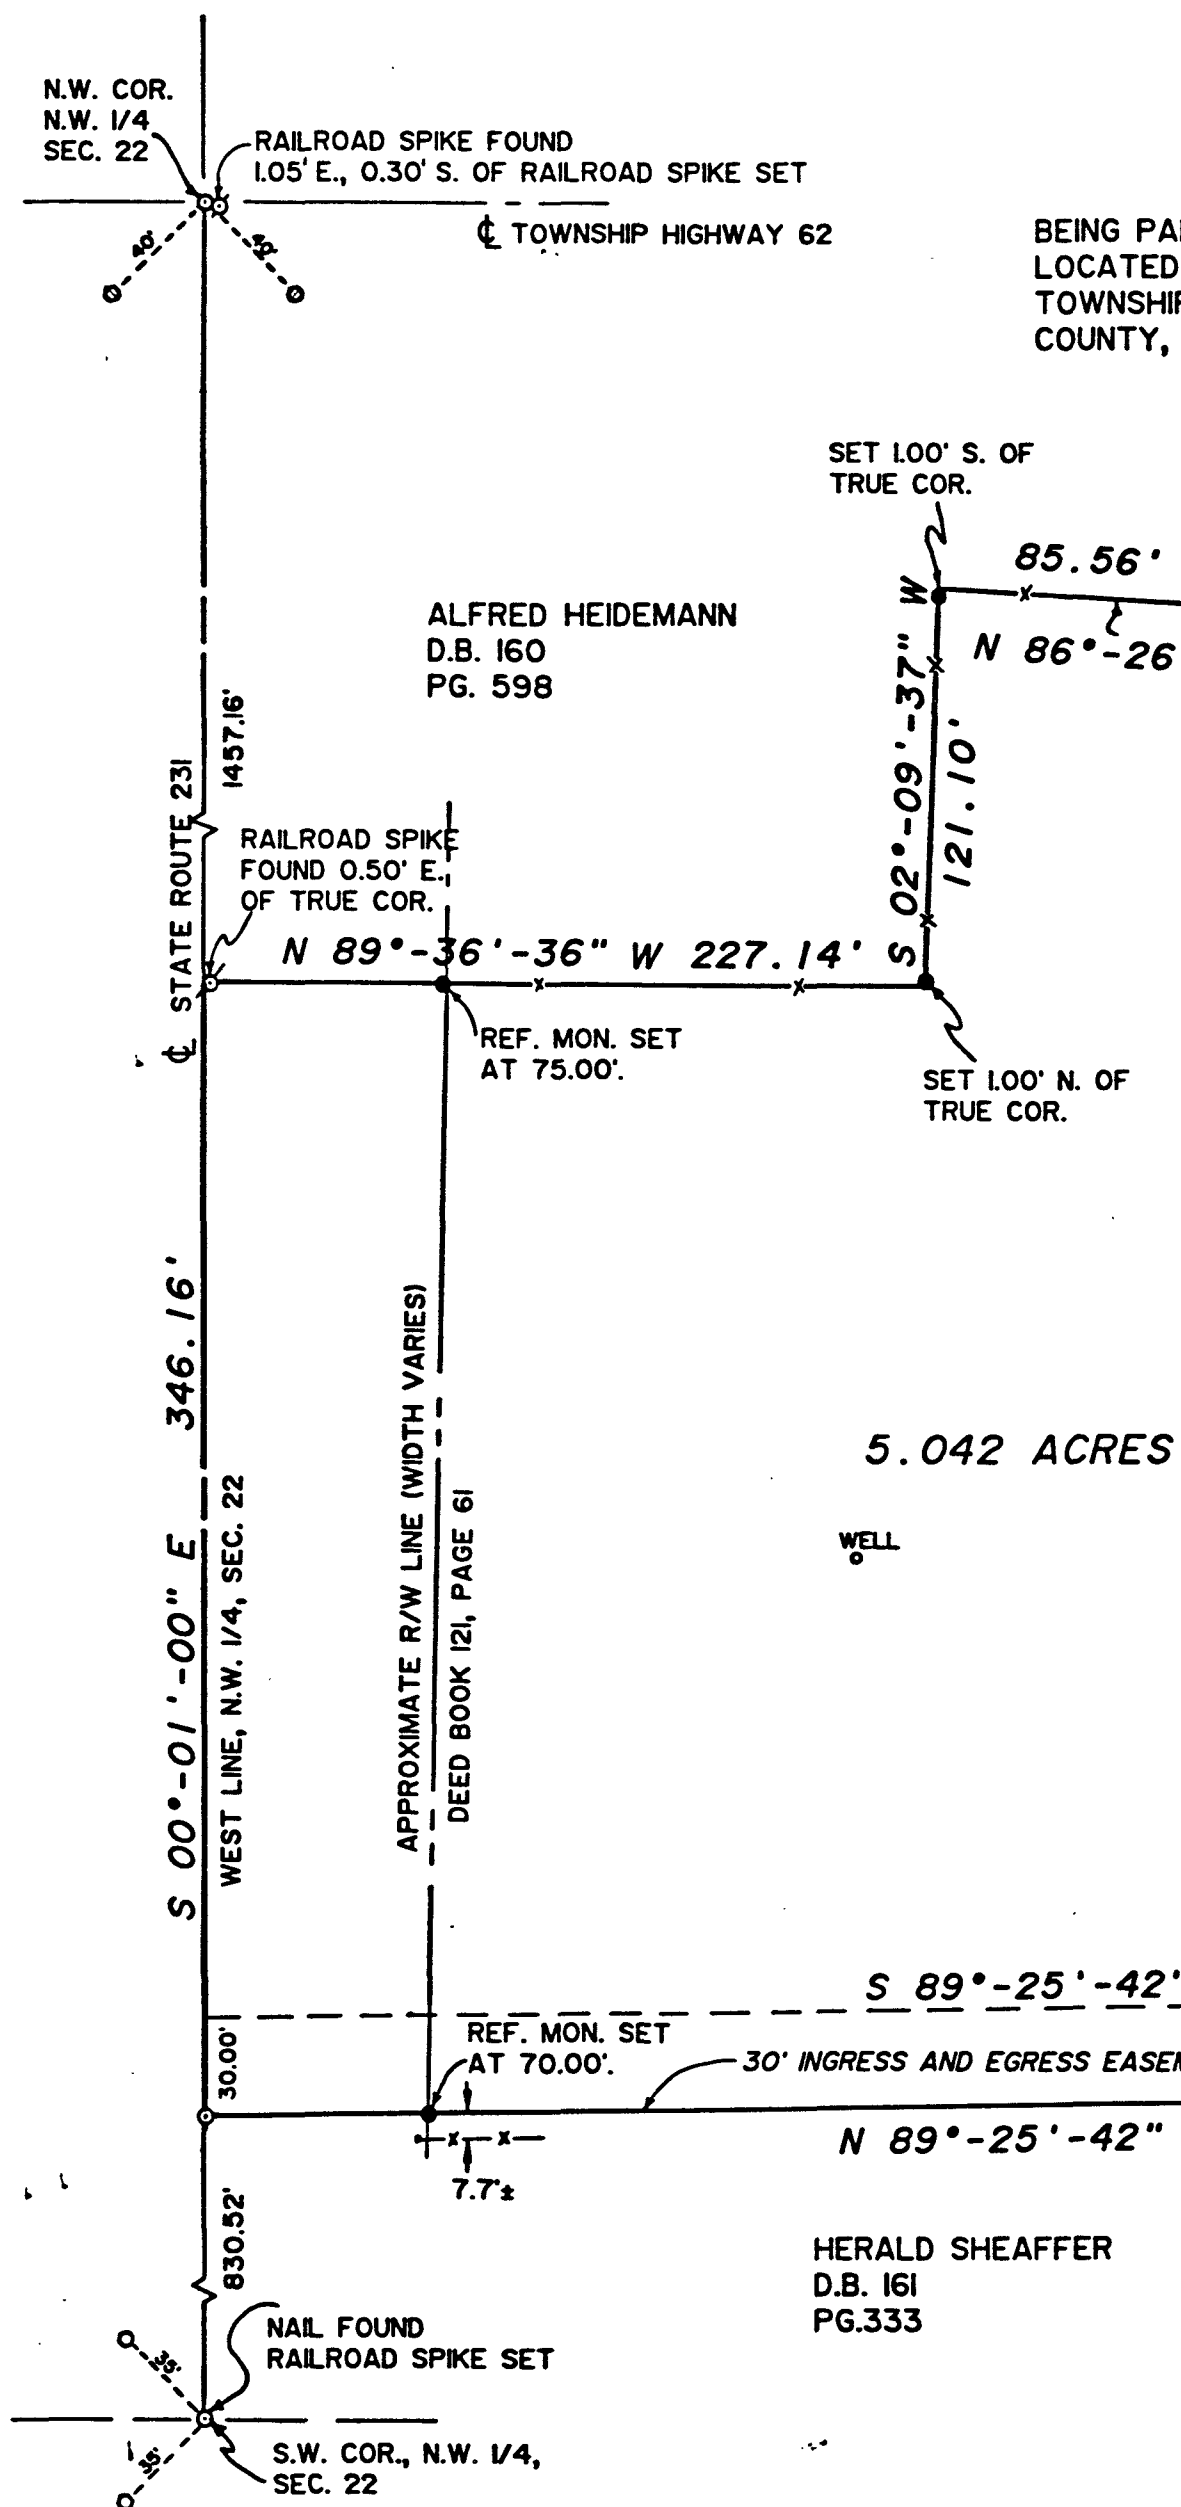 N.W. COR.
N.W. 1/4
SEC. 22
RAILROAD SPIKE FOUND
1.05' E., 0.30' S. OF RAILROAD SPIKE SET
℄ TOWNSHIP HIGHWAY 62
40'
40'
BEING PA
LOCATED
TOWNSHIP
COUNTY,
SET 1.00' S. OF
TRUE COR.
85.56'
N 86°-26
ALFRED HEIDEMANN
D.B. 160
PG. 598
S 02°-09'-37" W
121.10'
1457.16'
℄ STATE ROUTE 231
RAILROAD SPIKE
FOUND 0.50' E.
OF TRUE COR.
N 89°-36'-36" W 227.14'
REF. MON. SET
AT 75.00'.
SET 1.00' N. OF
TRUE COR.
S 00°-01'-00" E 346.16'
WEST LINE, N.W. 1/4, SEC. 22
APPROXIMATE R/W LINE (WIDTH VARIES)
DEED BOOK 121, PAGE 61
5.042 ACRES
WELL
S 89°-25'-42"
30.00'
REF. MON. SET
AT 70.00'.
30' INGRESS AND EGRESS EASEM
N 89°-25'-42"
7.7'±
830.52'
HERALD SHEAFFER
D.B. 161
PG.333
NAIL FOUND
RAILROAD SPIKE SET
35'
35'
S.W. COR., N.W. 1/4,
SEC. 22